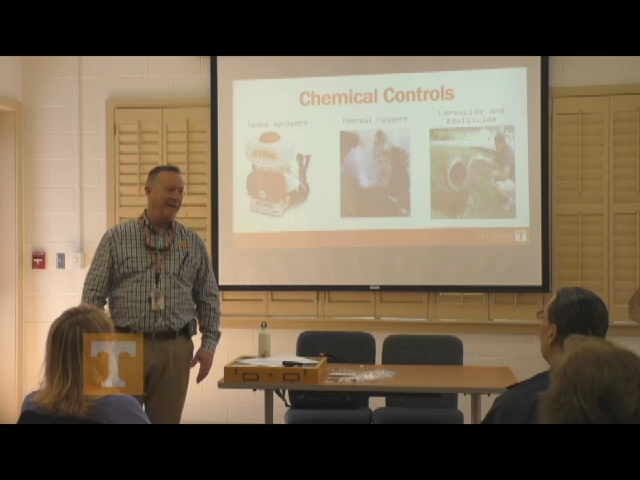 Chemical Controls
Space sprayers
Thermal foggers
Larvacide and
Adulticide
T
T